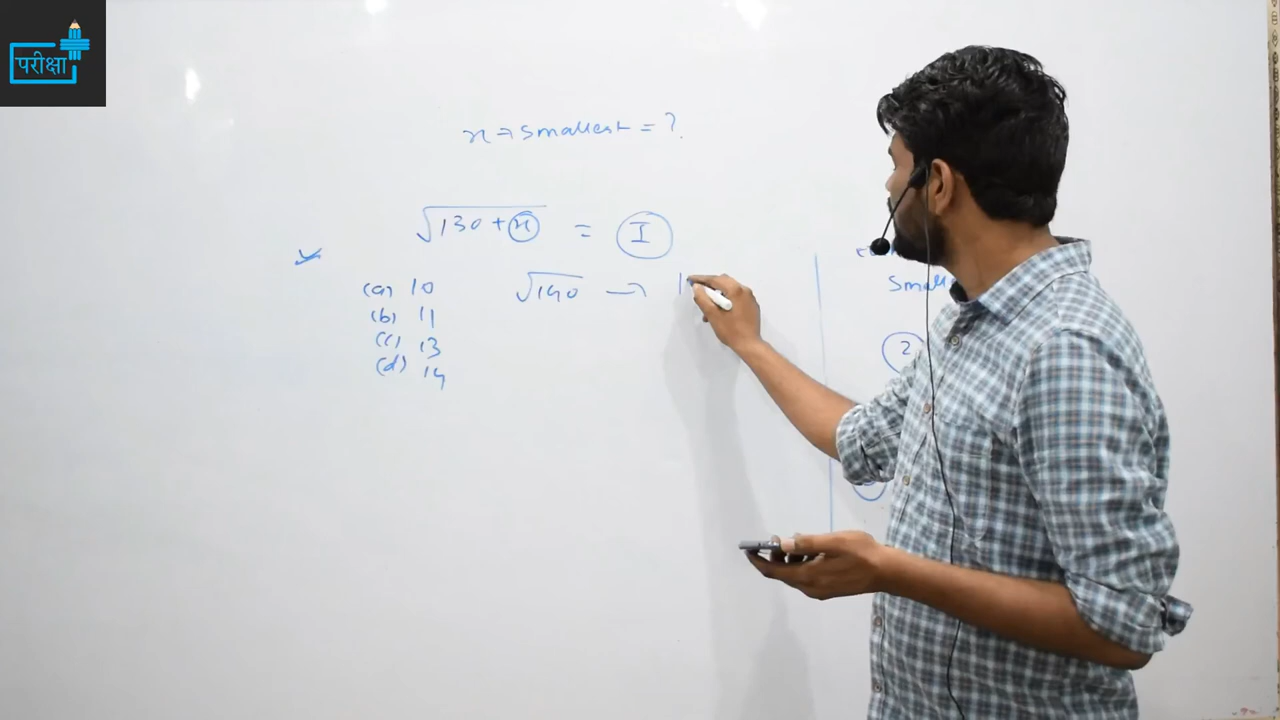 परीक्षा
x ⇒ Smallest = ?
√130 + x = I
(a) 10
(b) 11
(c) 13
(d) 14
√140 →
Small
2